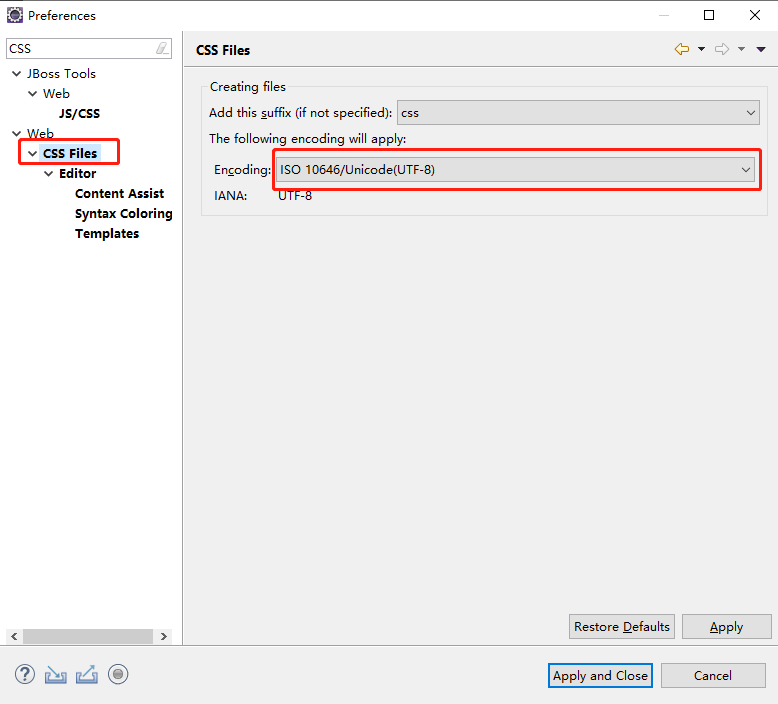 Preferences
CSS
JBoss Tools
Web
JS/CSS
Web
CSS Files
Editor
Content Assist
Syntax Coloring
Templates
CSS Files
Creating files
Add this suffix (if not specified): css
The following encoding will apply:
Encoding: ISO 10646/Unicode(UTF-8)
IANA: UTF-8
Restore Defaults Apply
? Apply and Close Cancel